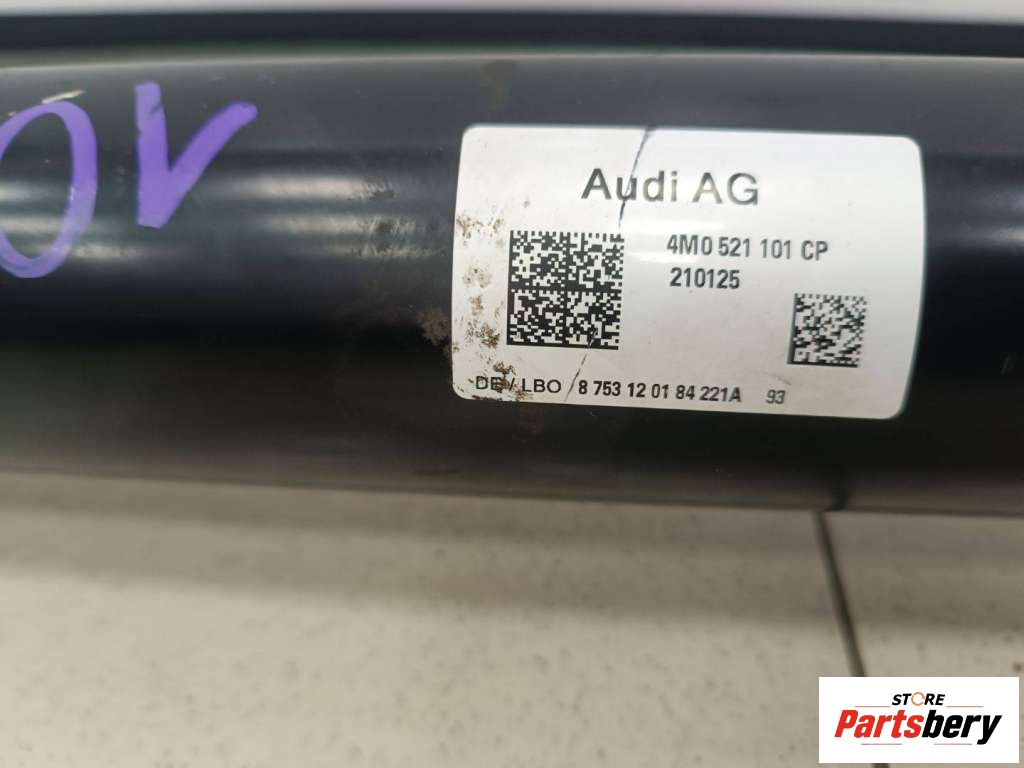 Audi AG
4M0 521 101 CP
210125
DE / LBO 8 753 12 01 84 221A 93
STORE
Partsbery